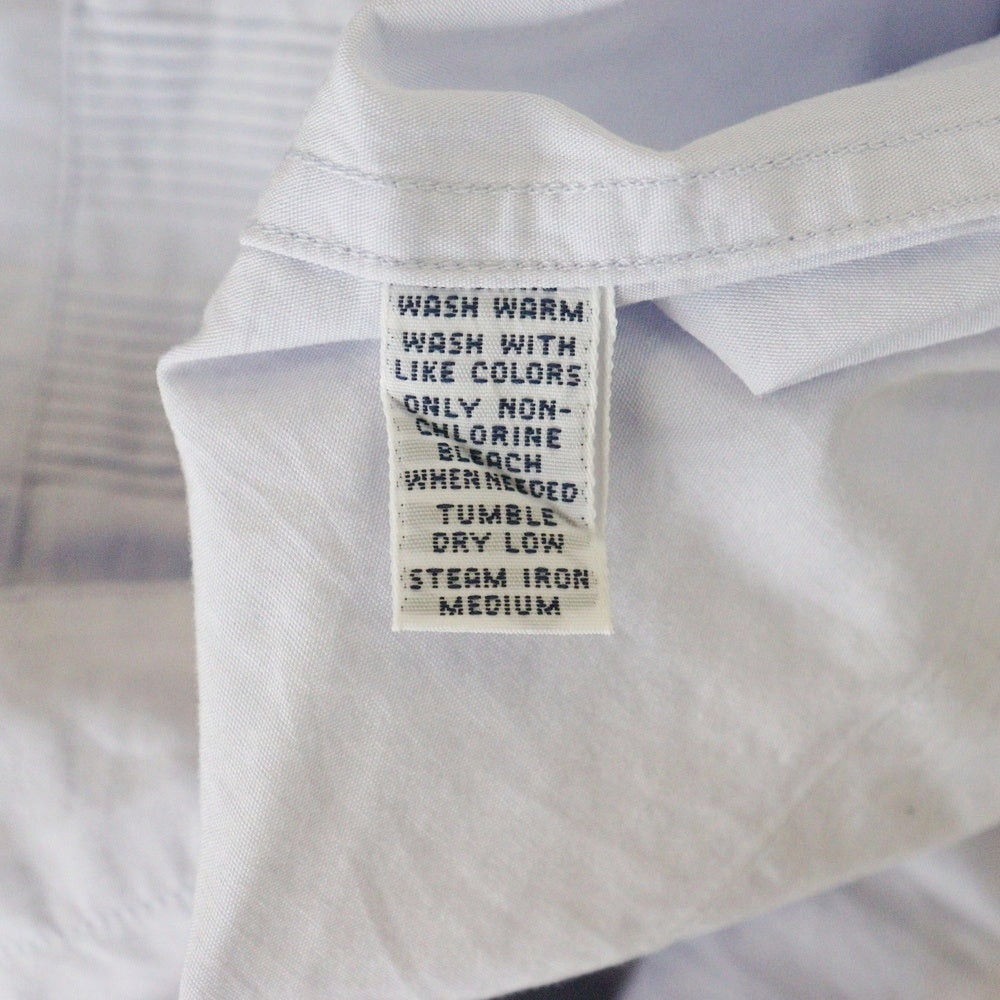 WASH WARM
WASH WITH
LIKE COLORS
ONLY NON-
CHLORINE
BLEACH
WHEN NEEDED
TUMBLE
DRY LOW
STEAM IRON
MEDIUM